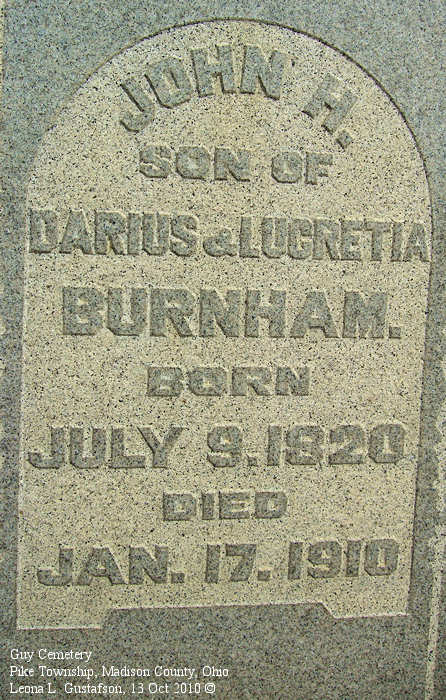 JOHN H.
SON OF
DARIUS & LUCRETIA
BURNHAM.
BORN
JULY 9. 1820
DIED
JAN. 17. 1910
Guy Cemetery
Pike Township, Madison County, Ohio
Leona L. Gustafson, 13 Oct 2010 ©